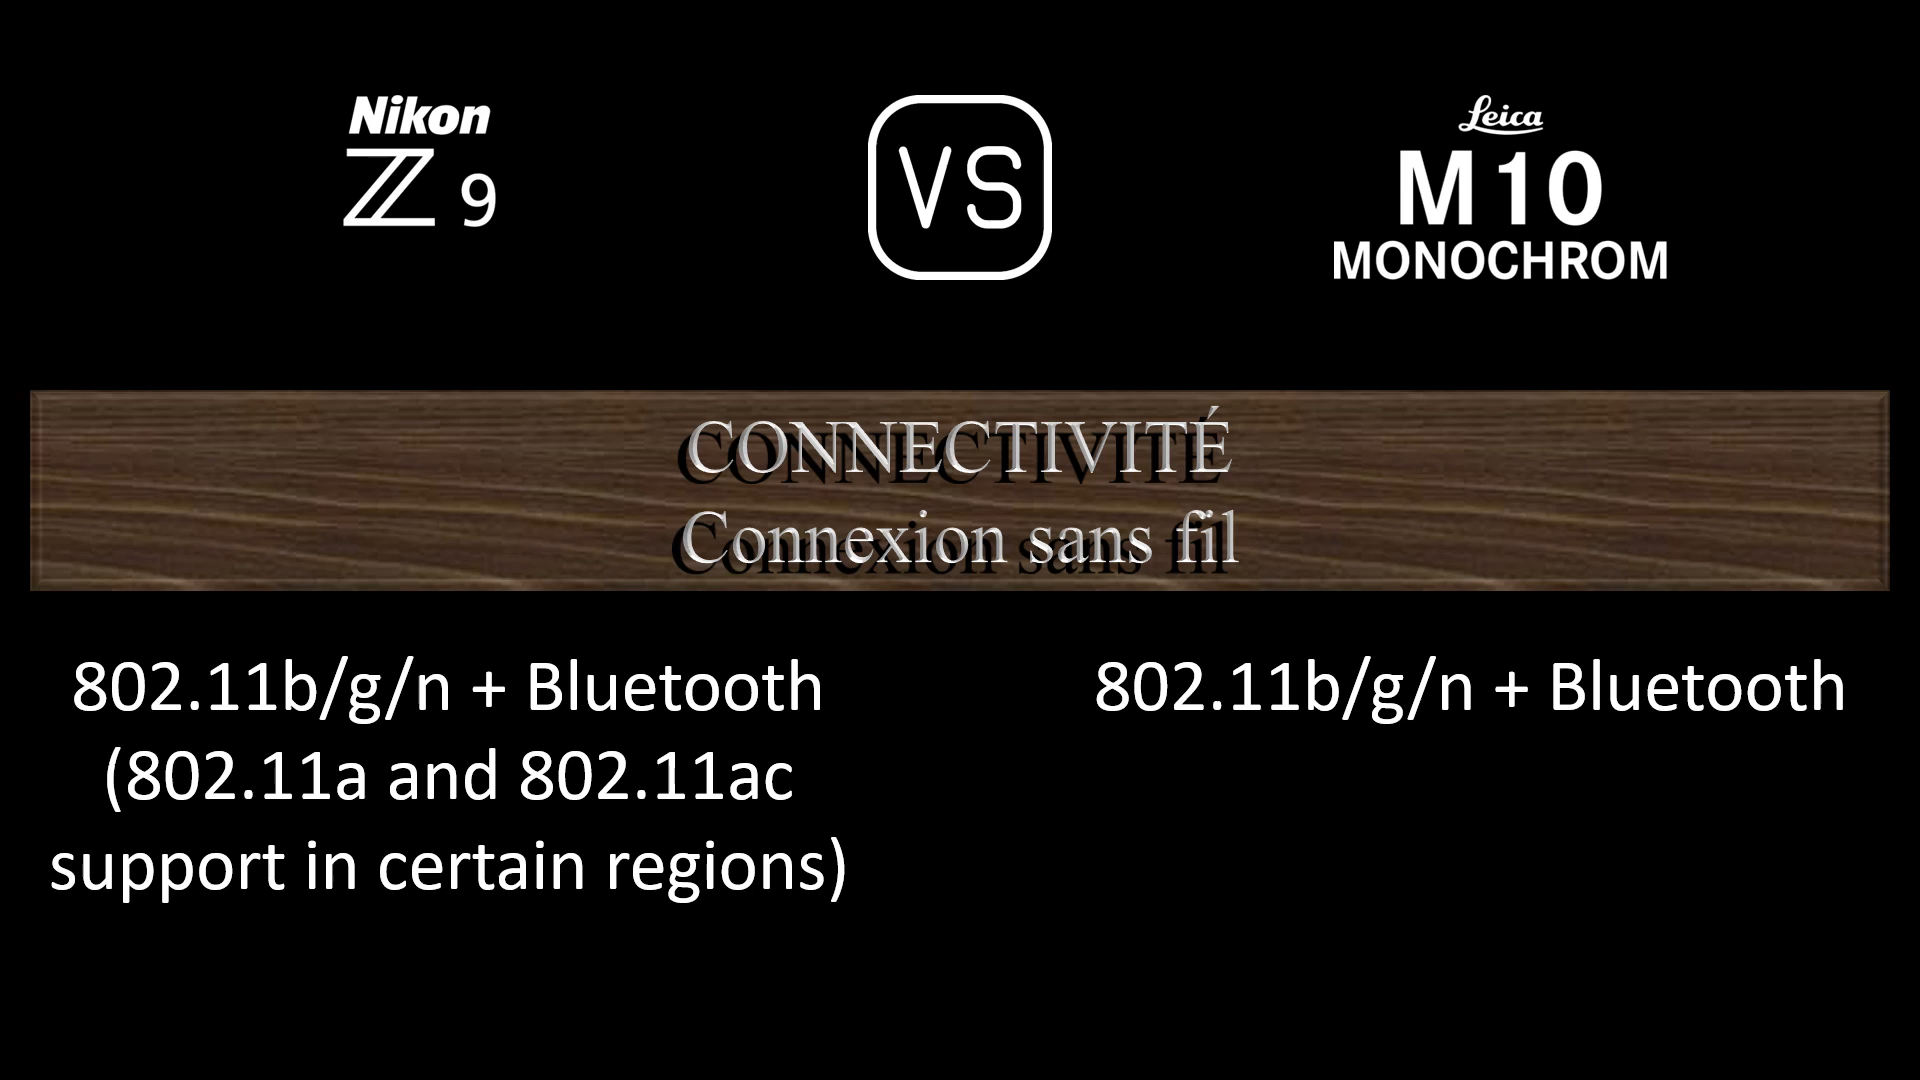 Nikon
Z 9
VS
Leica
M10
MONOCHROM
CONNECTIVITÉ
Connexion sans fil
802.11b/g/n + Bluetooth
(802.11a and 802.11ac
support in certain regions)
802.11b/g/n + Bluetooth